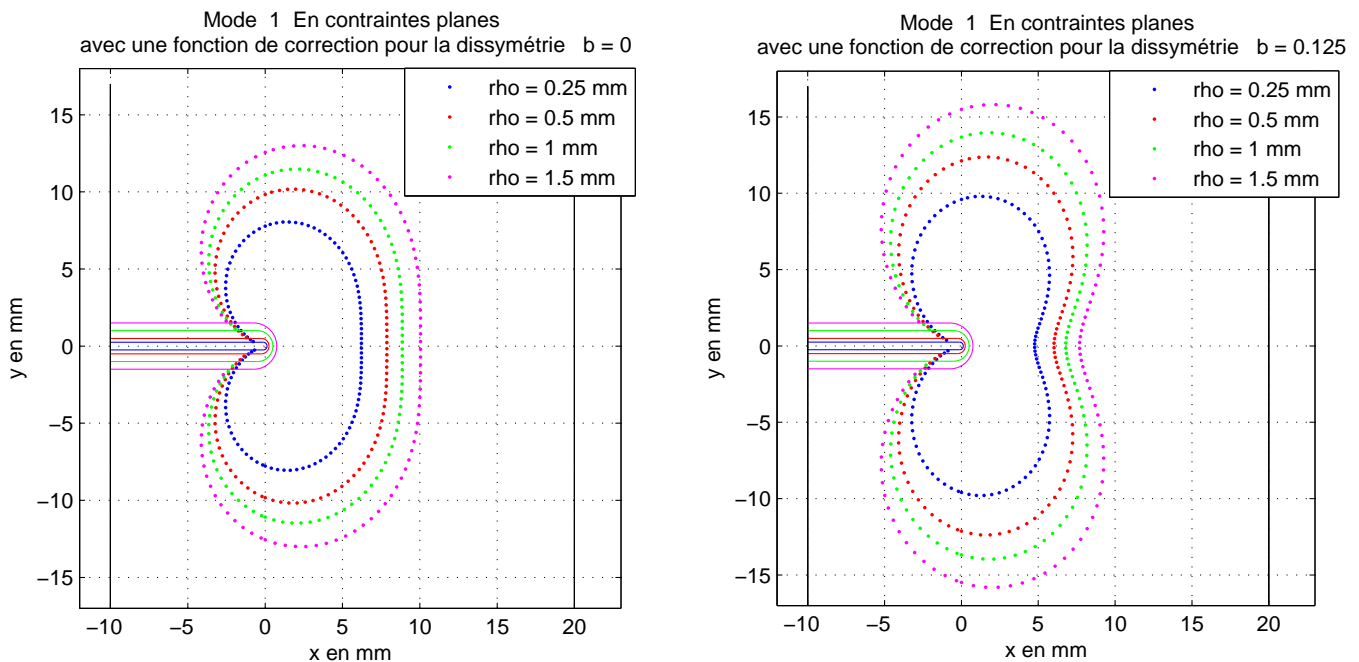 Mode 1 En contraintes planes
avec une fonction de correction pour la dissymétrie b = 0
rho = 0.25 mm
rho = 0.5 mm
rho = 1 mm
rho = 1.5 mm
15
10
5
0
−5
−10
−15
y en mm
−10 −5 0 5 10 15 20
x en mm
Mode 1 En contraintes planes
avec une fonction de correction pour la dissymétrie b = 0.125
rho = 0.25 mm
rho = 0.5 mm
rho = 1 mm
rho = 1.5 mm
15
10
5
0
−5
−10
−15
y en mm
−10 −5 0 5 10 15 20
x en mm